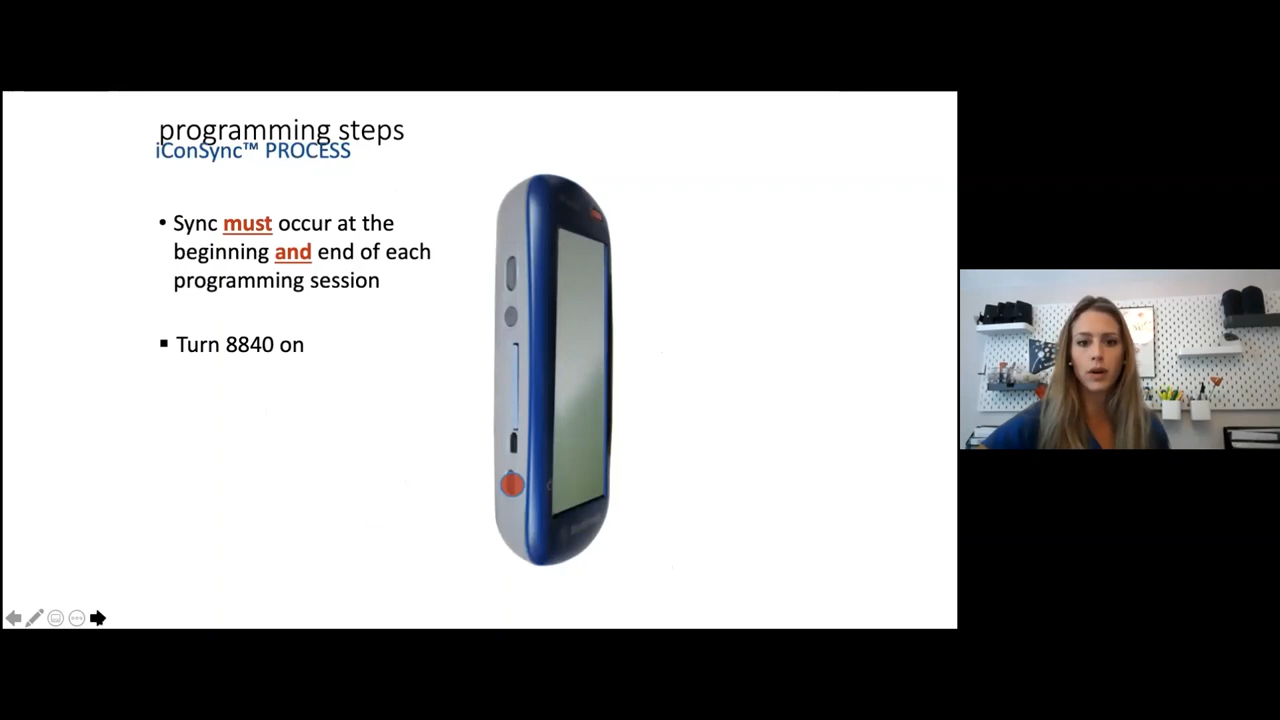 programming steps
iConSync™ PROCESS
• Sync must occur at the
beginning and end of each
programming session
▪ Turn 8840 on